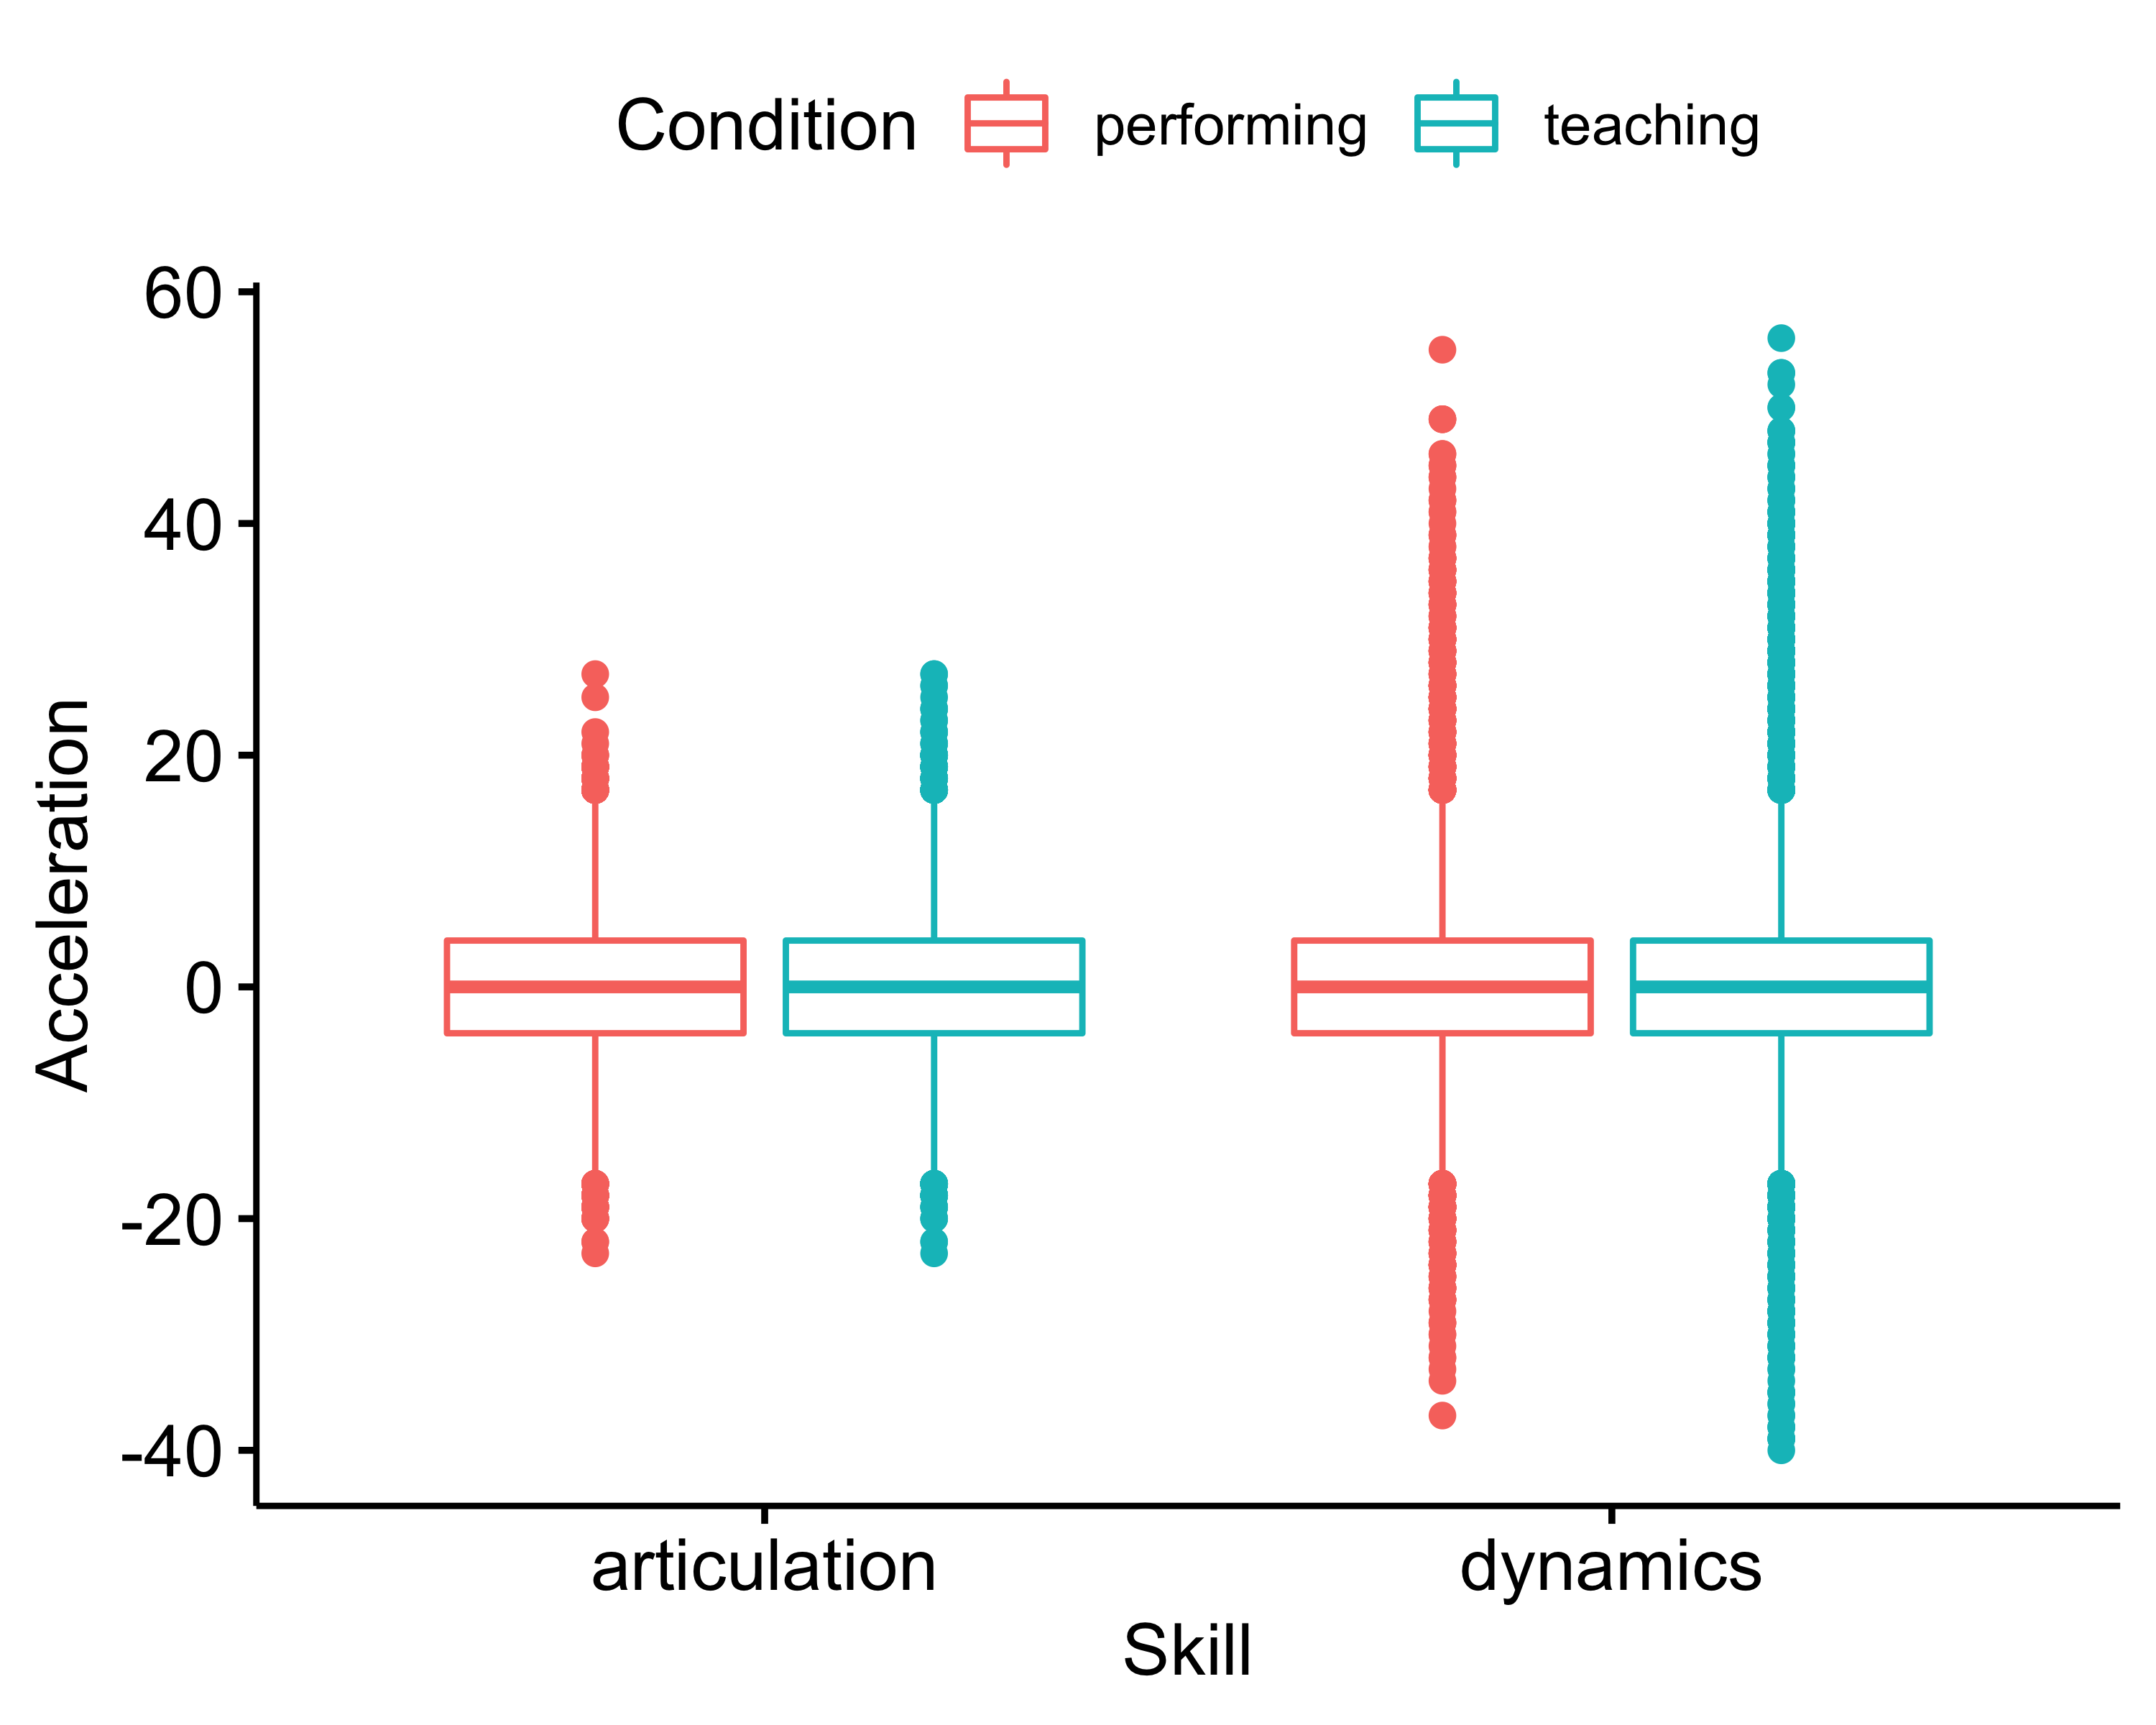 Condition performing teaching
60
40
20
0
-20
-40
Acceleration
articulation dynamics
Skill